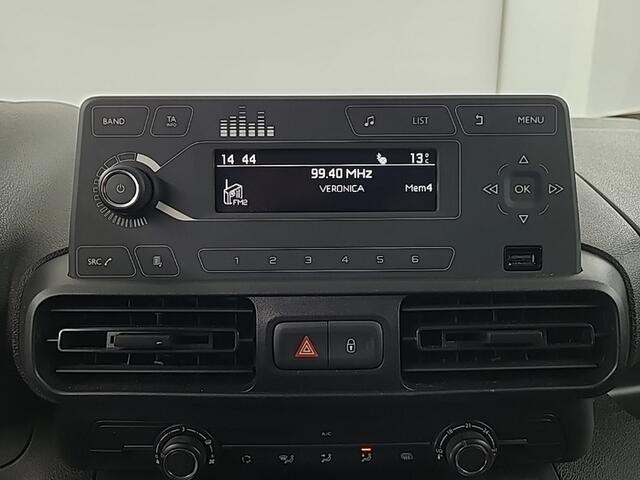 BAND
TA
INFO
LIST
MENU
14 44
13°C
99.40 MHz
VERONICA
Mem4
FM2
OK
SRC
1 2 3 4 5 6
A/C